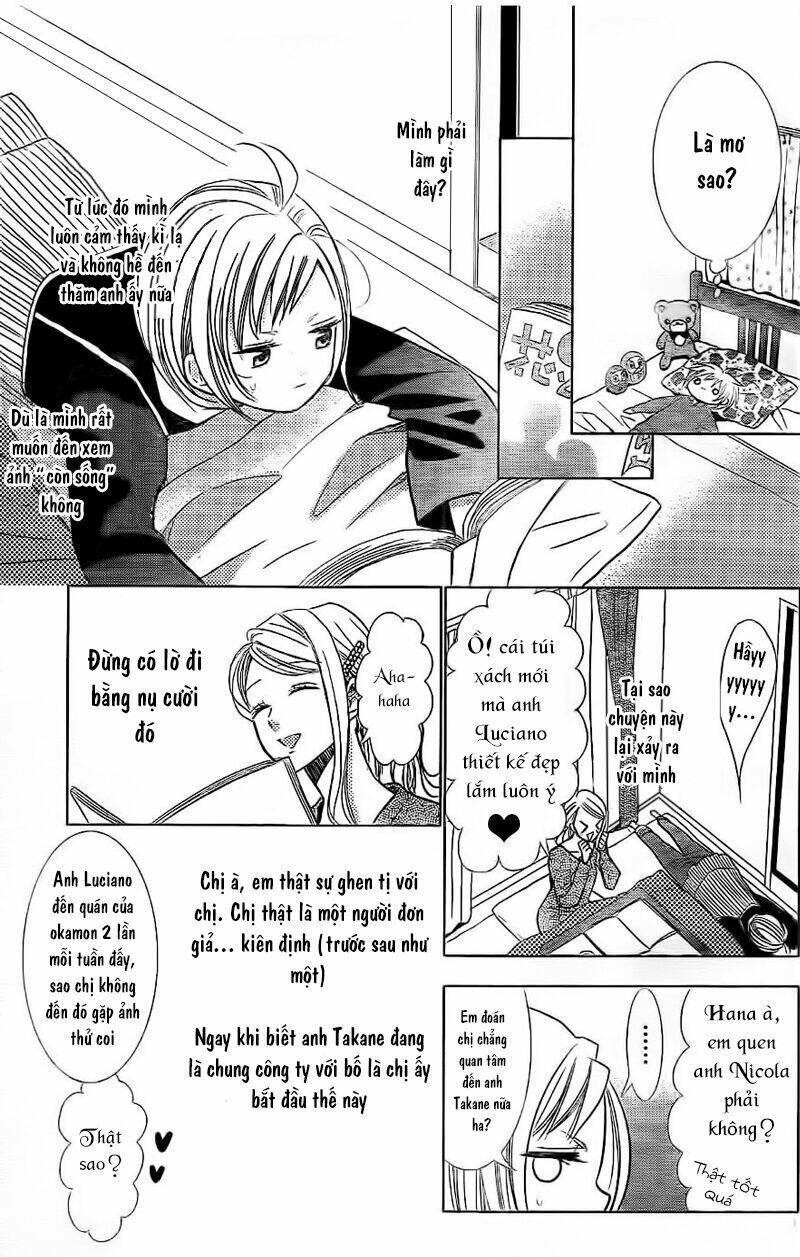 Là mơ
sao?
Mình phải
làm gì
đây?
Từ lúc đó mình
luôn cảm thấy kì lạ
và không hề đến
thăm anh ấy nữa
Dù là mình rất
muốn đến xem
ảnh “còn sống”
không
Hầyy
yyyyy
y...
Tại sao
chuyện này
lại xảy ra
với mình
Ồ! cái túi
xách mới
mà anh
Luciano
thiết kế đẹp
lắm luôn ý
Aha-
haha
Đừng có lờ đi
bằng nụ cười
đó
Hana à,
em quen
anh Nicola
phải
không?
Thật tốt
quá
Em đoán
chị chẳng
quan tâm
đến anh
Takane nữa
ha?
Chị à, em thật sự ghen tị với
chị. Chị thật là một người đơn
giả... kiên định (trước sau như
một)
Ngay khi biết anh Takane đang
là chung công ty với bố là chị ấy
bắt đầu thế này
Anh Luciano
đến quán của
okamon 2 lần
mỗi tuần đấy,
sao chị không
đến đó gặp ảnh
thử coi
Thật
sao?